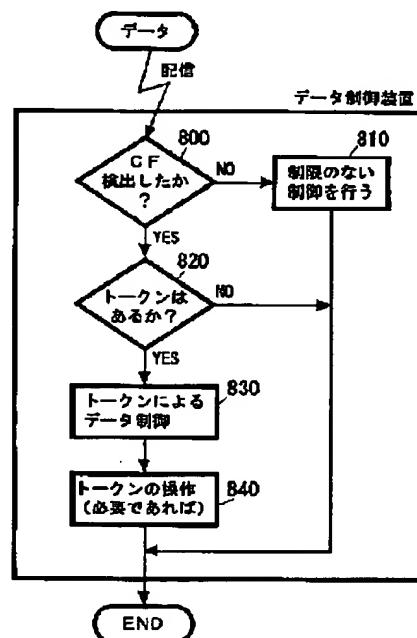 データ
配信
データ制御装置
800
CF
検出したか
?
NO
810
制限のない
制御を行う
YES
820
トークンは
あるか?
NO
YES
トークンによる
データ制御
830
トークンの操作
(必要であれば)
840
END